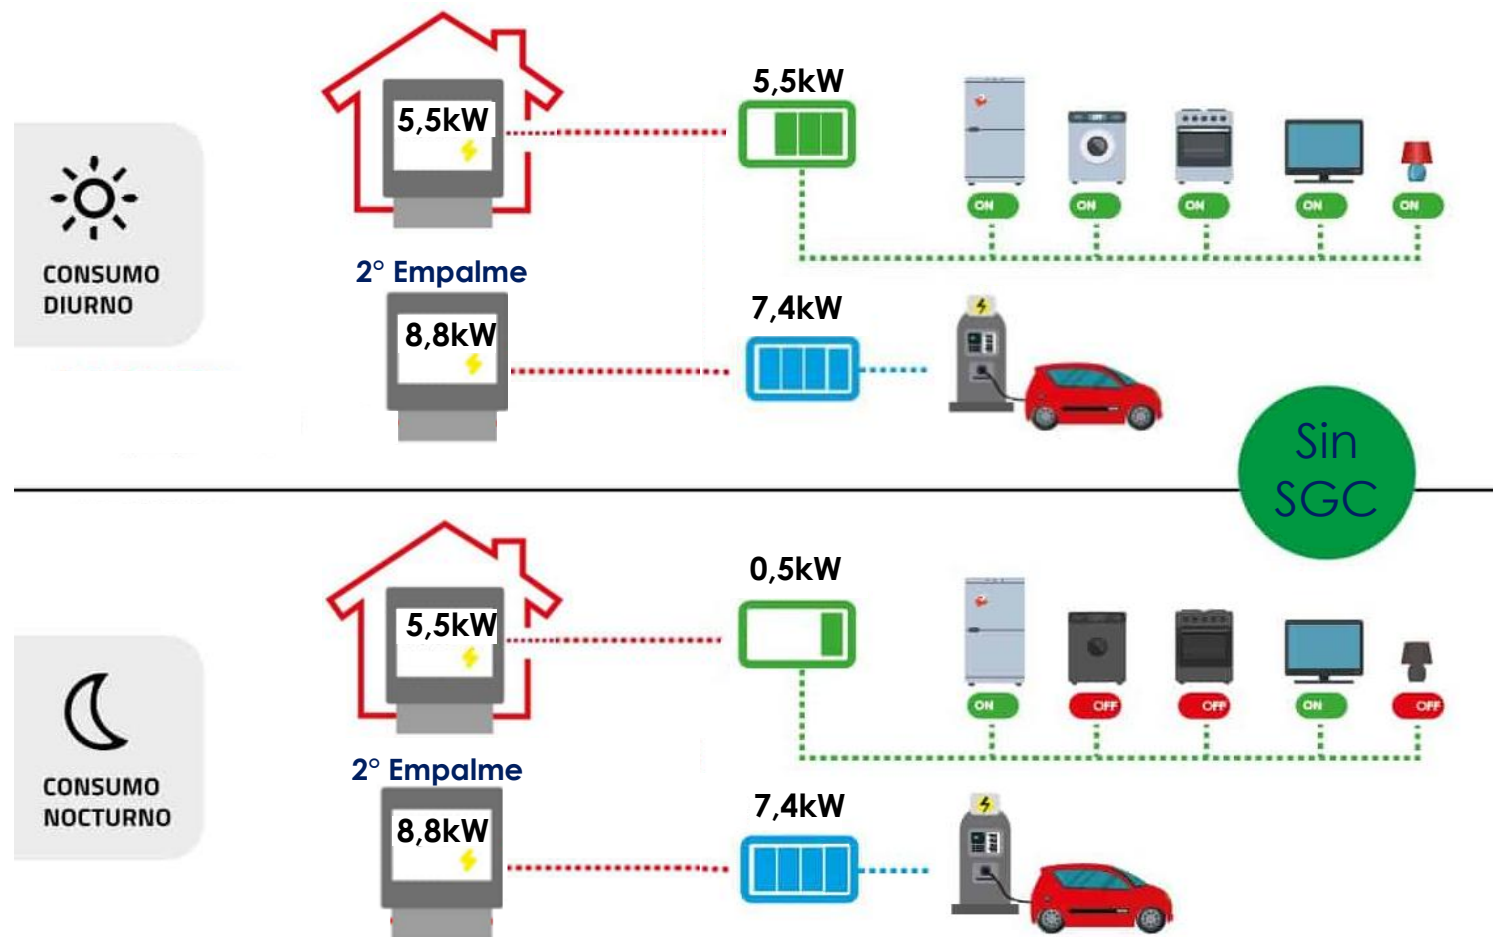 5,5kW
5,5kW
ON
ON
ON
ON
ON
CONSUMO
DIURNO
2° Empalme
8,8kW
7,4kW
Sin
SGC
5,5kW
0,5kW
ON
OFF
OFF
ON
OFF
CONSUMO
NOCTURNO
2° Empalme
8,8kW
7,4kW